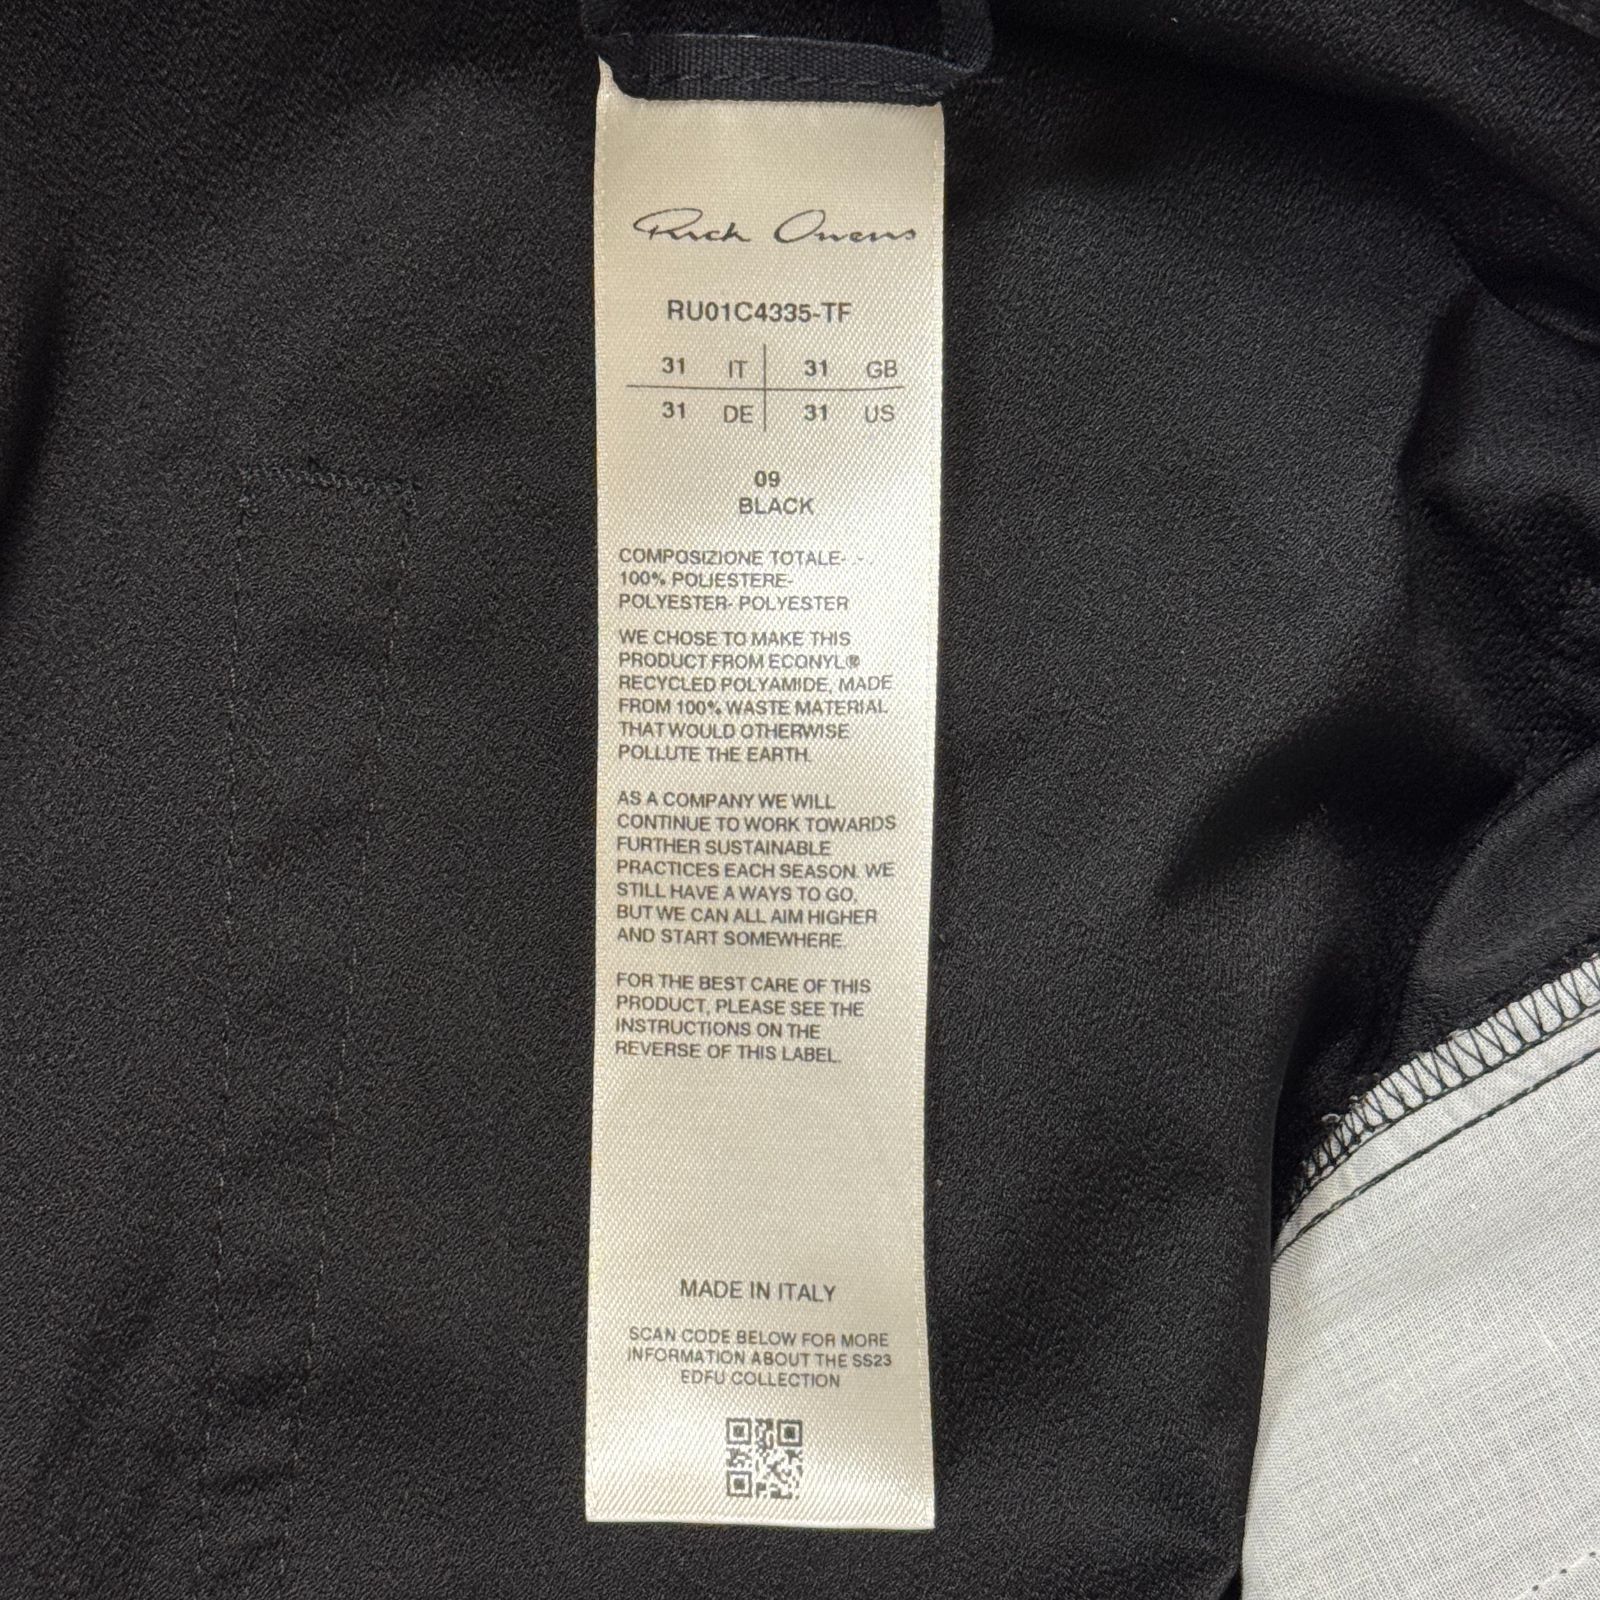 Rick Owens
RU01C4335-TF
31 IT 31 GB
31 DE 31 US
09
BLACK
COMPOSIZIONE TOTALE- -
100% POLIESTERE-
POLYESTER- POLYESTER
WE CHOSE TO MAKE THIS
PRODUCT FROM ECONYL®
RECYCLED POLYAMIDE, MADE
FROM 100% WASTE MATERIAL
THAT WOULD OTHERWISE
POLLUTE THE EARTH.
AS A COMPANY WE WILL
CONTINUE TO WORK TOWARDS
FURTHER SUSTAINABLE
PRACTICES EACH SEASON. WE
STILL HAVE A WAYS TO GO,
BUT WE CAN ALL AIM HIGHER
AND START SOMEWHERE.
FOR THE BEST CARE OF THIS
PRODUCT, PLEASE SEE THE
INSTRUCTIONS ON THE
REVERSE OF THIS LABEL.
MADE IN ITALY
SCAN CODE BELOW FOR MORE
INFORMATION ABOUT THE SS23
EDFU COLLECTION